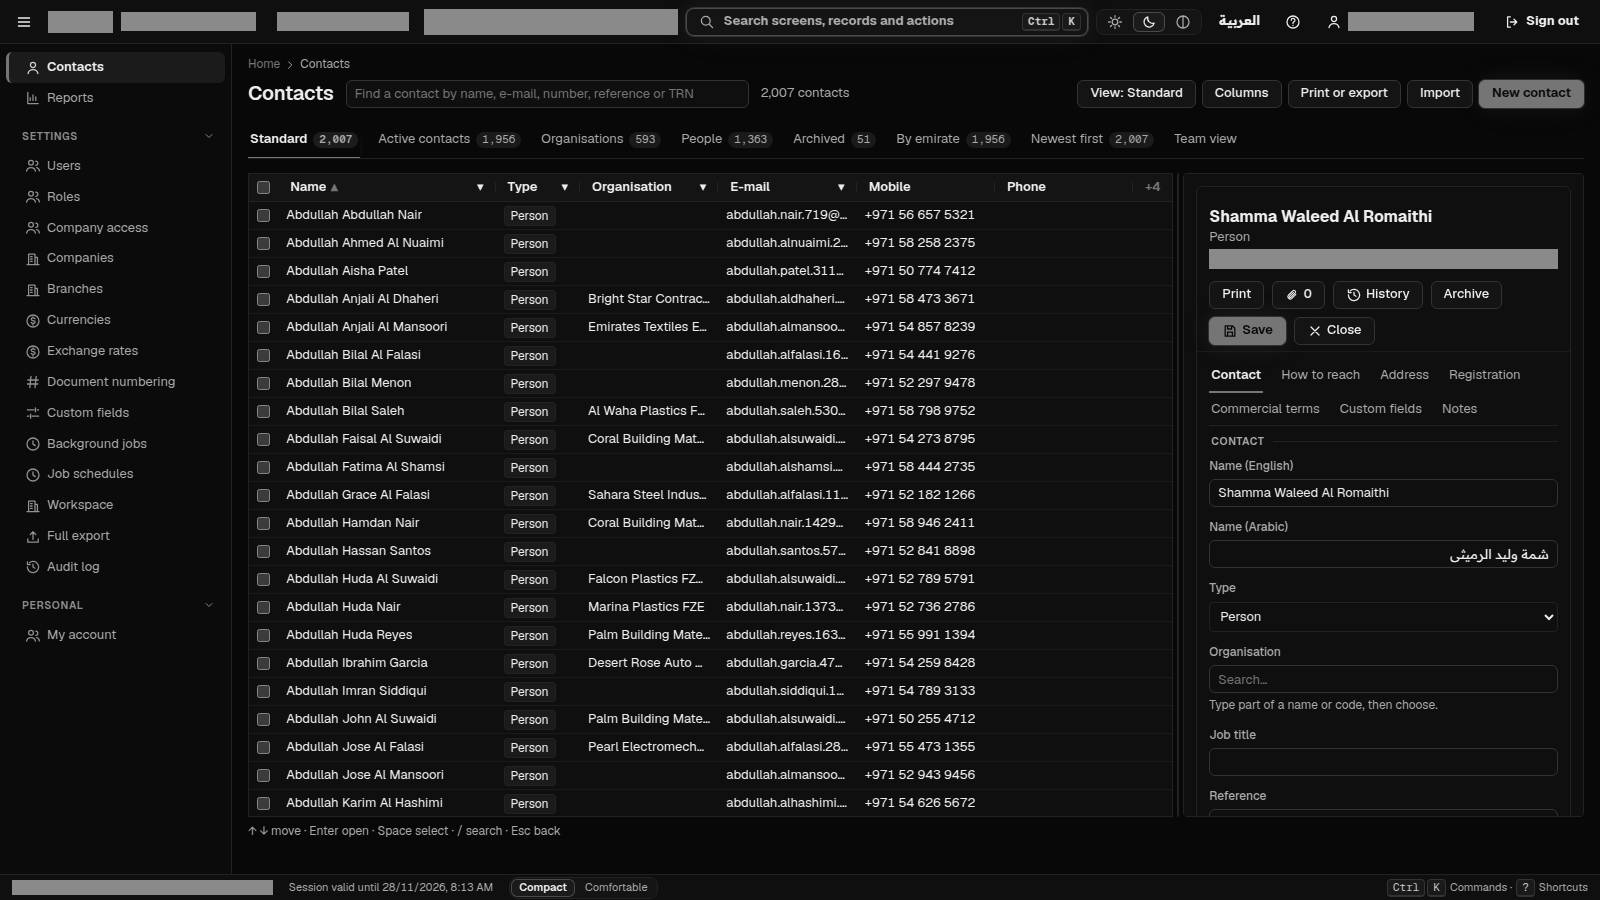 Search screens, records and actions Ctrl K العربية Sign out
Contacts
Reports
SETTINGS
Users
Roles
Company access
Companies
Branches
Currencies
Exchange rates
Document numbering
Custom fields
Background jobs
Job schedules
Workspace
Full export
Audit log
PERSONAL
My account
Home > Contacts
Contacts Find a contact by name, e-mail, number, reference or TRN 2,007 contacts View: Standard Columns Print or export Import New contact
Standard 2,007 Active contacts 1,956 Organisations 593 People 1,363 Archived 51 By emirate 1,956 Newest first 2,007 Team view
Name ▲ ▼ Type ▼ Organisation ▼ E-mail ▼ Mobile Phone +4
Abdullah Abdullah Nair Person abdullah.nair.719@... +971 56 657 5321
Abdullah Ahmed Al Nuaimi Person abdullah.alnuaimi.2... +971 58 258 2375
Abdullah Aisha Patel Person abdullah.patel.311... +971 50 774 7412
Abdullah Anjali Al Dhaheri Person Bright Star Contrac... abdullah.aldhaheri.... +971 58 473 3671
Abdullah Anjali Al Mansoori Person Emirates Textiles E... abdullah.almansoo... +971 54 857 8239
Abdullah Bilal Al Falasi Person abdullah.alfalasi.16... +971 54 441 9276
Abdullah Bilal Menon Person abdullah.menon.28... +971 52 297 9478
Abdullah Bilal Saleh Person Al Waha Plastics F... abdullah.saleh.530... +971 58 798 9752
Abdullah Faisal Al Suwaidi Person Coral Building Mat... abdullah.alsuwaidi.... +971 54 273 8795
Abdullah Fatima Al Shamsi Person abdullah.alshamsi.... +971 58 444 2735
Abdullah Grace Al Falasi Person Sahara Steel Indus... abdullah.alfalasi.11... +971 52 182 1266
Abdullah Hamdan Nair Person Coral Building Mat... abdullah.nair.1429... +971 58 946 2411
Abdullah Hassan Santos Person abdullah.santos.57... +971 52 841 8898
Abdullah Huda Al Suwaidi Person Falcon Plastics FZ... abdullah.alsuwaidi.... +971 52 789 5791
Abdullah Huda Nair Person Marina Plastics FZE abdullah.nair.1373... +971 52 736 2786
Abdullah Huda Reyes Person Palm Building Mate... abdullah.reyes.163... +971 55 991 1394
Abdullah Ibrahim Garcia Person Desert Rose Auto ... abdullah.garcia.47... +971 54 259 8428
Abdullah Imran Siddiqui Person abdullah.siddiqui.1... +971 54 789 3133
Abdullah John Al Suwaidi Person Palm Building Mate... abdullah.alsuwaidi.... +971 50 255 4712
Abdullah Jose Al Falasi Person Pearl Electromech... abdullah.alfalasi.28... +971 55 473 1355
Abdullah Jose Al Mansoori Person abdullah.almansoo... +971 52 943 9456
Abdullah Karim Al Hashimi Person abdullah.alhashimi.... +971 54 626 5672
↑↓ move · Enter open · Space select · / search · Esc back
Shamma Waleed Al Romaithi
Person
Print 0 History Archive
Save Close
Contact How to reach Address Registration
Commercial terms Custom fields Notes
CONTACT
Name (English)
Shamma Waleed Al Romaithi
Name (Arabic)
شمة وليد الرميثي
Type
Person
Organisation
Search...
Type part of a name or code, then choose.
Job title
Reference
Session valid until 28/11/2026, 8:13 AM Compact Comfortable Ctrl K Commands · ? Shortcuts